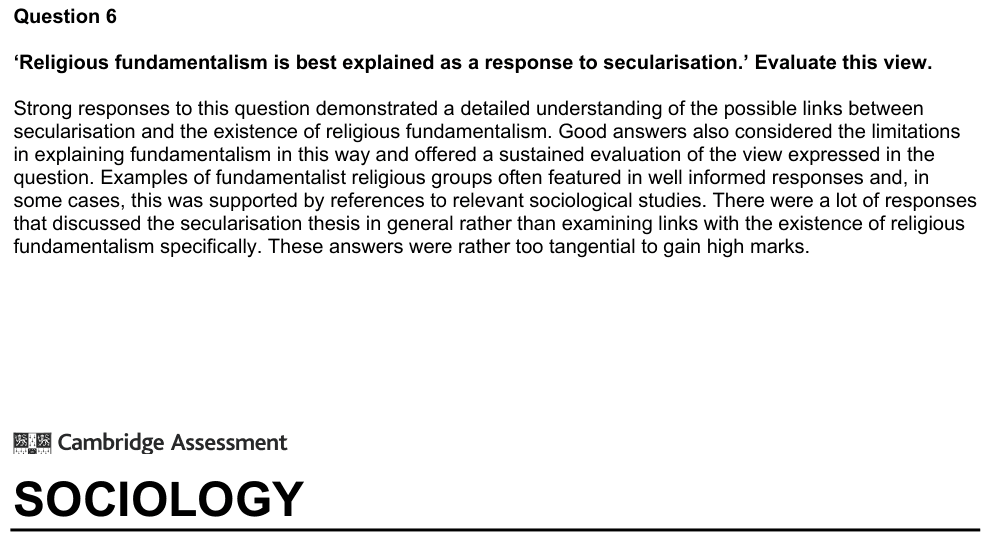 Question 6
‘Religious fundamentalism is best explained as a response to secularisation.’ Evaluate this view.
Strong responses to this question demonstrated a detailed understanding of the possible links between
secularisation and the existence of religious fundamentalism. Good answers also considered the limitations
in explaining fundamentalism in this way and offered a sustained evaluation of the view expressed in the
question. Examples of fundamentalist religious groups often featured in well informed responses and, in
some cases, this was supported by references to relevant sociological studies. There were a lot of responses
that discussed the secularisation thesis in general rather than examining links with the existence of religious
fundamentalism specifically. These answers were rather too tangential to gain high marks.
Cambridge Assessment
SOCIOLOGY